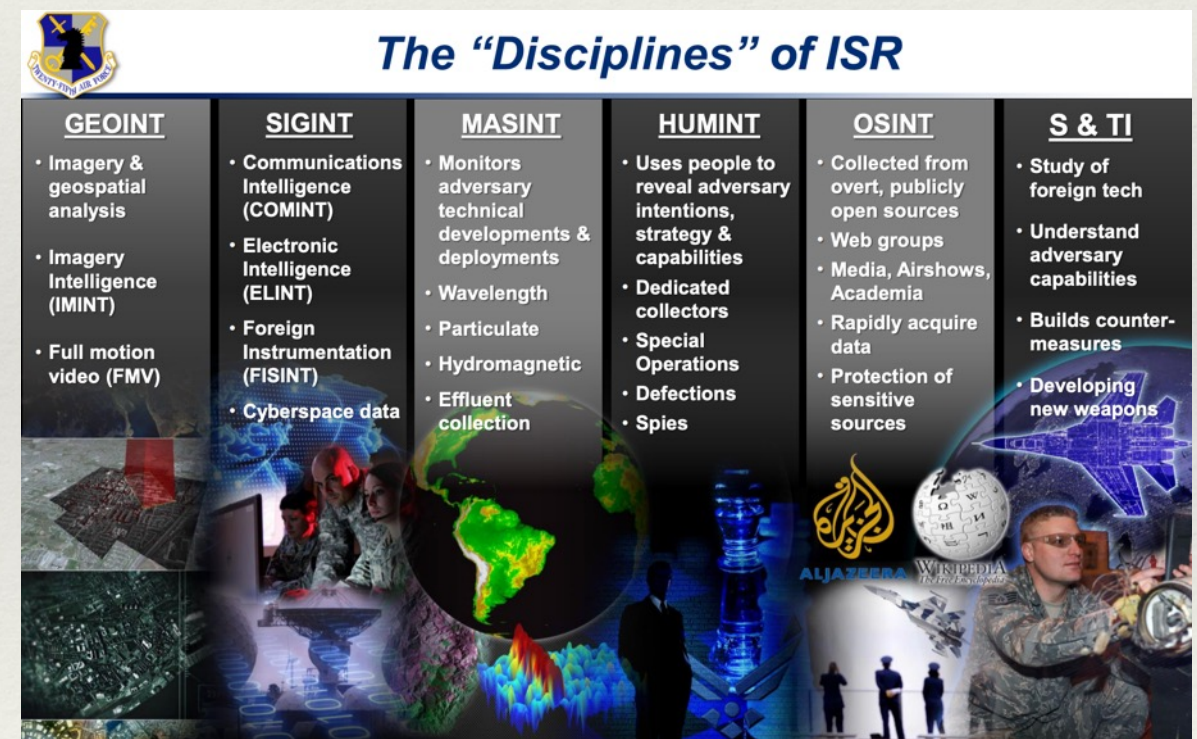 TWENTY-FIFTH AIR FORCE
The “Disciplines” of ISR
GEOINT
• Imagery &
geospatial
analysis
• Imagery
Intelligence
(IMINT)
• Full motion
video (FMV)
SIGINT
• Communications
Intelligence
(COMINT)
• Electronic
Intelligence
(ELINT)
• Foreign
Instrumentation
(FISINT)
• Cyberspace data
MASINT
• Monitors
adversary
technical
developments &
deployments
• Wavelength
• Particulate
• Hydromagnetic
• Effluent
collection
HUMINT
• Uses people to
reveal adversary
intentions,
strategy &
capabilities
• Dedicated
collectors
• Special
Operations
• Defections
• Spies
OSINT
• Collected from
overt, publicly
open sources
• Web groups
• Media, Airshows,
Academia
• Rapidly acquire
data
• Protection of
sensitive
sources
الجزيرة
ALJAZEERA
WIKIPEDIA
The Free Encyclopedia
S & TI
• Study of
foreign tech
• Understand
adversary
capabilities
• Builds counter-
measures
• Developing
new weapons